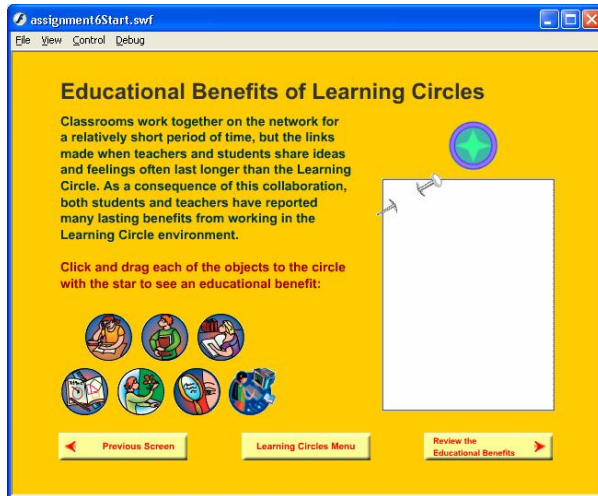 assignment6Start.swf
File View Control Debug
Educational Benefits of Learning Circles
Classrooms work together on the network for
a relatively short period of time, but the links
made when teachers and students share ideas
and feelings often last longer than the Learning
Circle. As a consequence of this collaboration,
both students and teachers have reported
many lasting benefits from working in the
Learning Circle environment.
Click and drag each of the objects to the circle
with the star to see an educational benefit:
Previous Screen
Learning Circles Menu
Review the
Educational Benefits